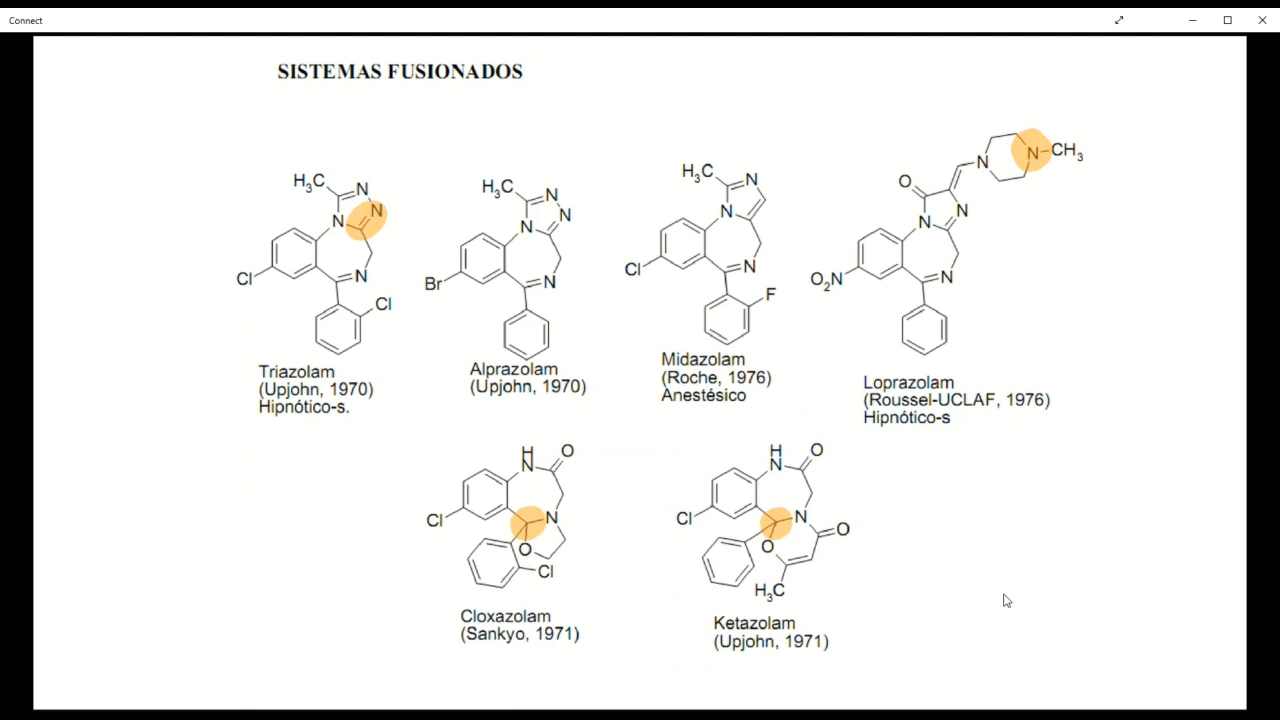 Connect
SISTEMAS FUSIONADOS
H3C
N
N
N
N
Cl
Cl
Triazolam
(Upjohn, 1970)
Hipnótico-s.
H3C
N
N
N
N
Br
Alprazolam
(Upjohn, 1970)
H3C
N
N
N
Cl
F
Midazolam
(Roche, 1976)
Anestésico
N
N
CH3
O
N
N
N
O2N
Loprazolam
(Roussel-UCLAF, 1976)
Hipnótico-s
H
N
O
Cl
N
O
Cl
Cloxazolam
(Sankyo, 1971)
H
N
O
Cl
N
O
O
H3C
Ketazolam
(Upjohn, 1971)